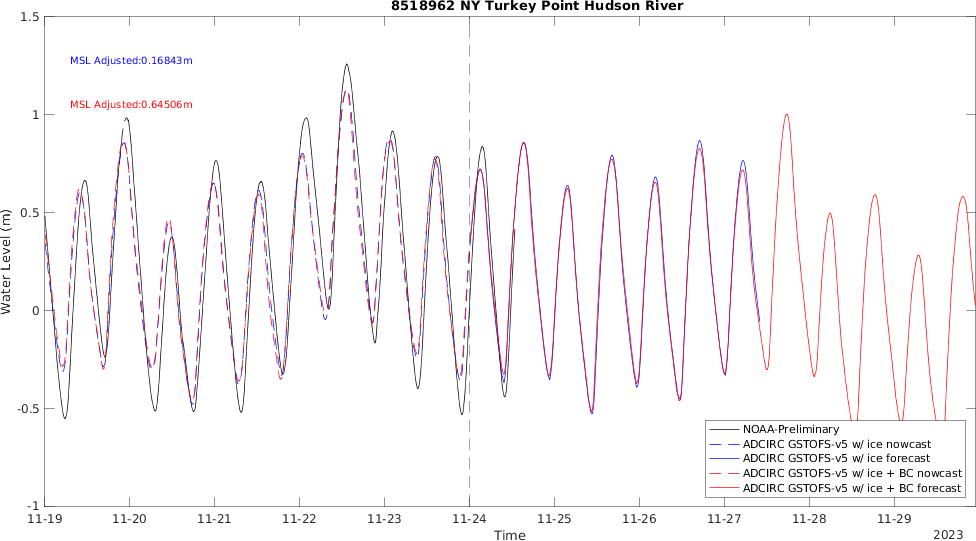 8518962 NY Turkey Point Hudson River
1.5
MSL Adjusted:0.16843m
MSL Adjusted:0.64506m
1
0.5
0
-0.5
-1
Water Level (m)
NOAA-Preliminary
ADCIRC GSTOFS-v5 w/ ice nowcast
ADCIRC GSTOFS-v5 w/ ice forecast
ADCIRC GSTOFS-v5 w/ ice + BC nowcast
ADCIRC GSTOFS-v5 w/ ice + BC forecast
11-19 11-20 11-21 11-22 11-23 11-24 11-25 11-26 11-27 11-28 11-29
Time
2023